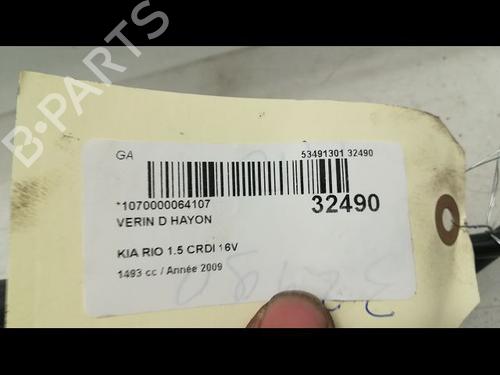 GA
53491301 32490
*1070000064107
32490
VERIN D HAYON
KIA RIO 1.5 CRDI 16V
1493 cc / Année 2009
B-PARTS